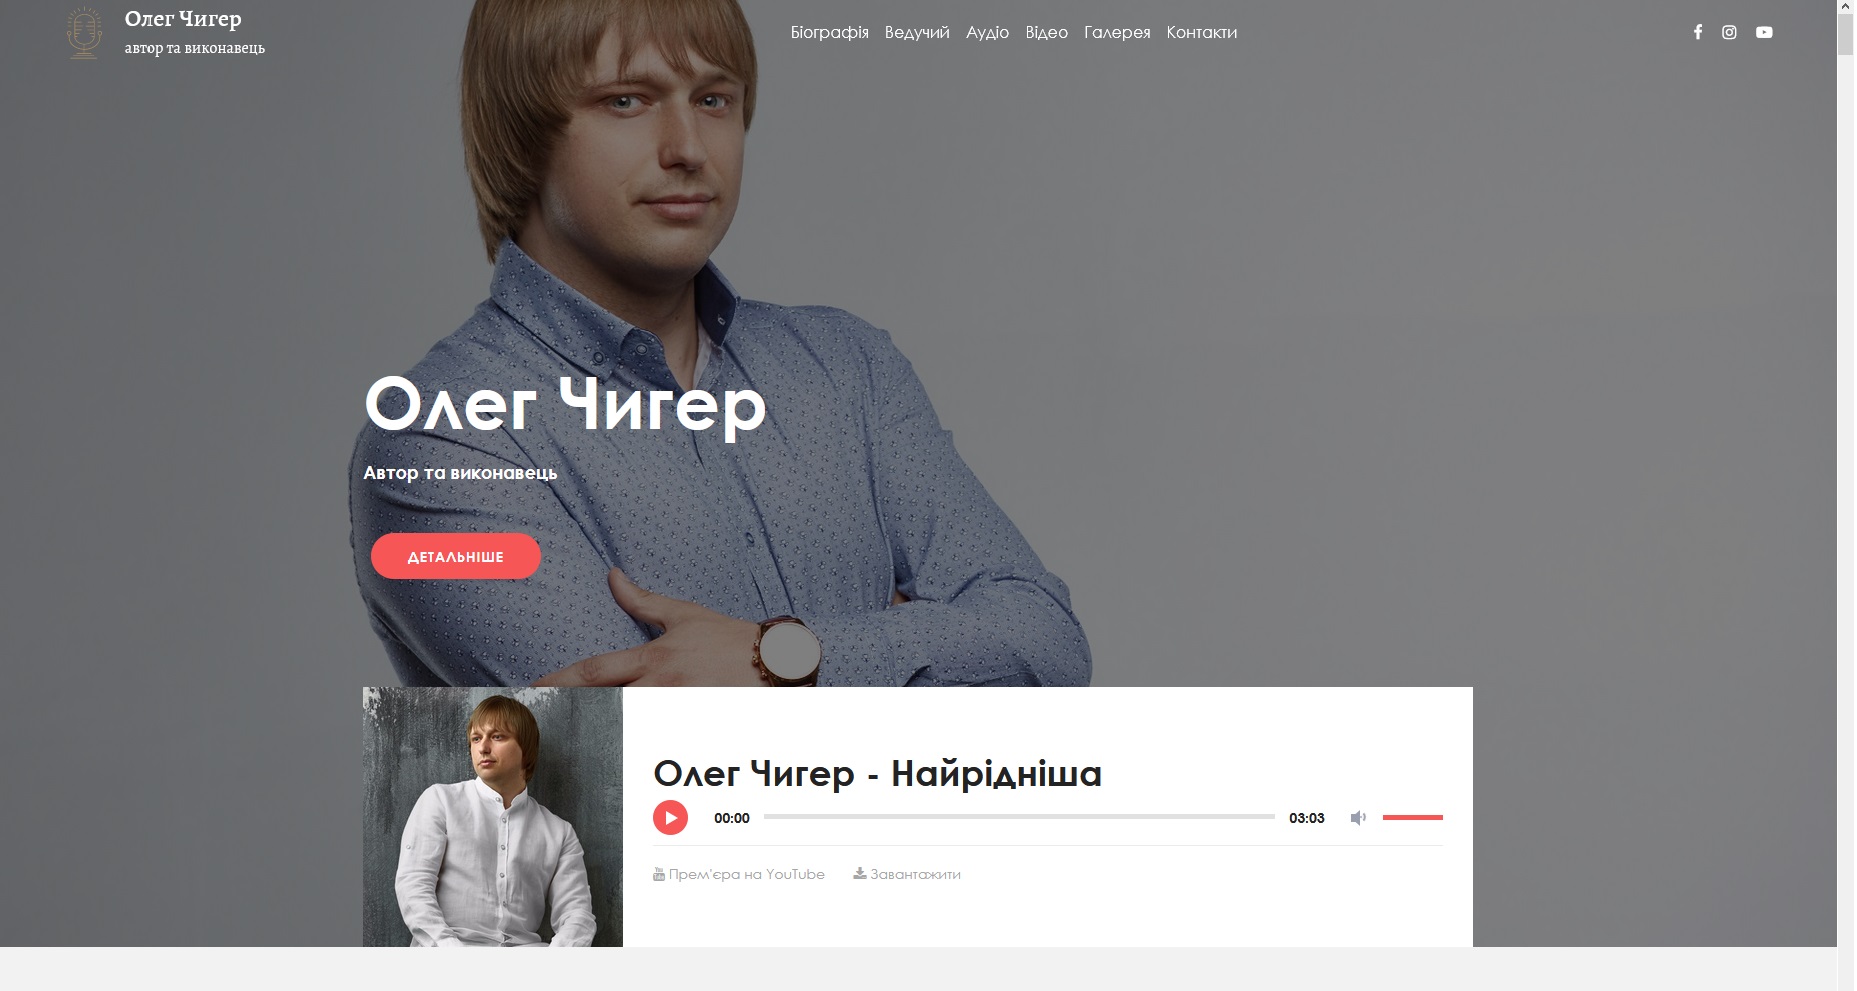 Олег Чигер
автор та виконавець
Біографія Ведучий Аудіо Відео Галерея Контакти
Олег Чигер
Автор та виконавець
ДЕТАЛЬНІШЕ
Олег Чигер - Найрідніша
00:00 03:03
Прем'єра на YouTube Завантажити